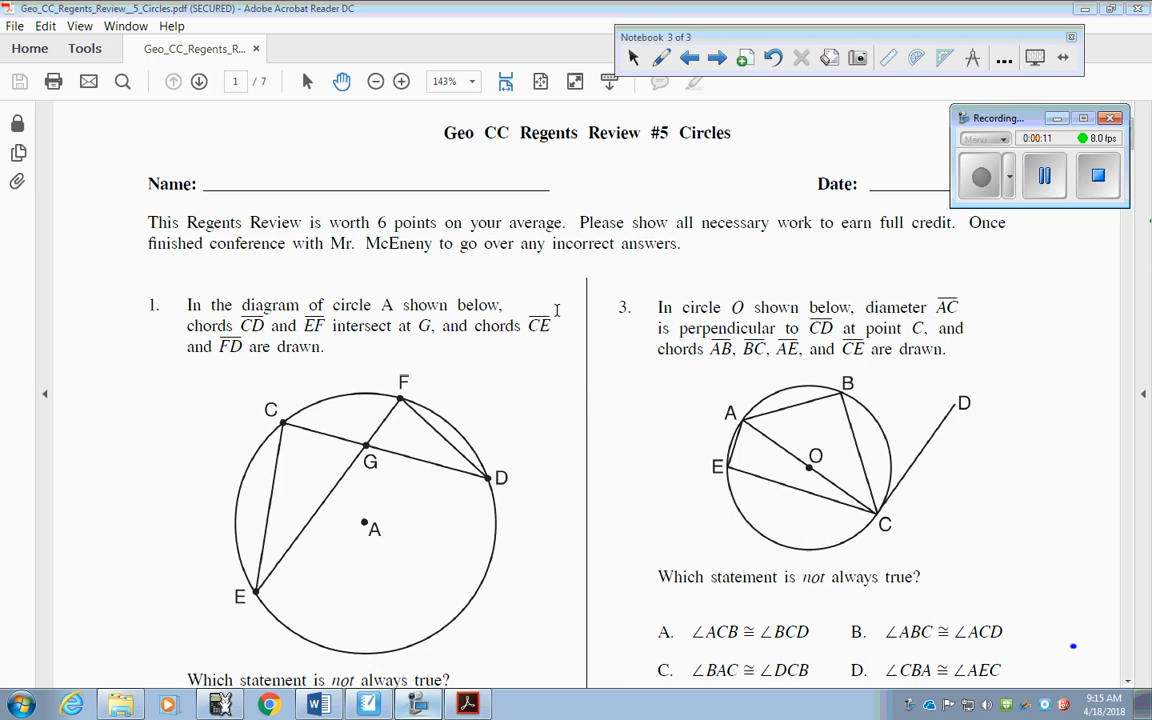 Geo_CC_Regents_Review__5_Circles.pdf (SECURED) - Adobe Acrobat Reader DC
File Edit View Window Help
Home Tools Geo_CC_Regents_R... ×
Notebook 3 of 3
1 / 7 143%
Recording...
Menu 0:00:11 8.0 fps
Geo CC Regents Review #5 Circles
Name: Date:
This Regents Review is worth 6 points on your average. Please show all necessary work to earn full credit. Once
finished conference with Mr. McEneny to go over any incorrect answers.
1. In the diagram of circle A shown below,
chords CD and EF intersect at G, and chords CE
and FD are drawn.
C
F
G
D
A
E
Which statement is not always true?
3. In circle O shown below, diameter AC
is perpendicular to CD at point C, and
chords AB, BC, AE, and CE are drawn.
B
A
D
O
E
C
Which statement is not always true?
A. ∠ACB ≅ ∠BCD B. ∠ABC ≅ ∠ACD
C. ∠BAC ≅ ∠DCB D. ∠CBA ≅ ∠AEC
9:15 AM
4/18/2018